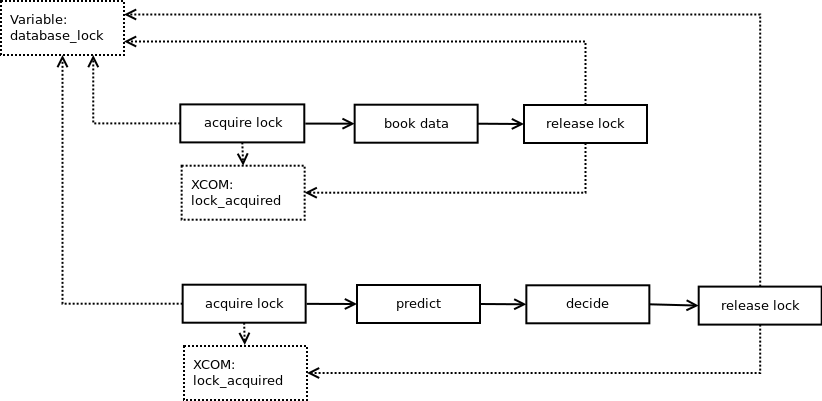 Variable:
database_lock
acquire lock
book data
release lock
XCOM:
lock_acquired
acquire lock
predict
decide
release lock
XCOM:
lock_acquired